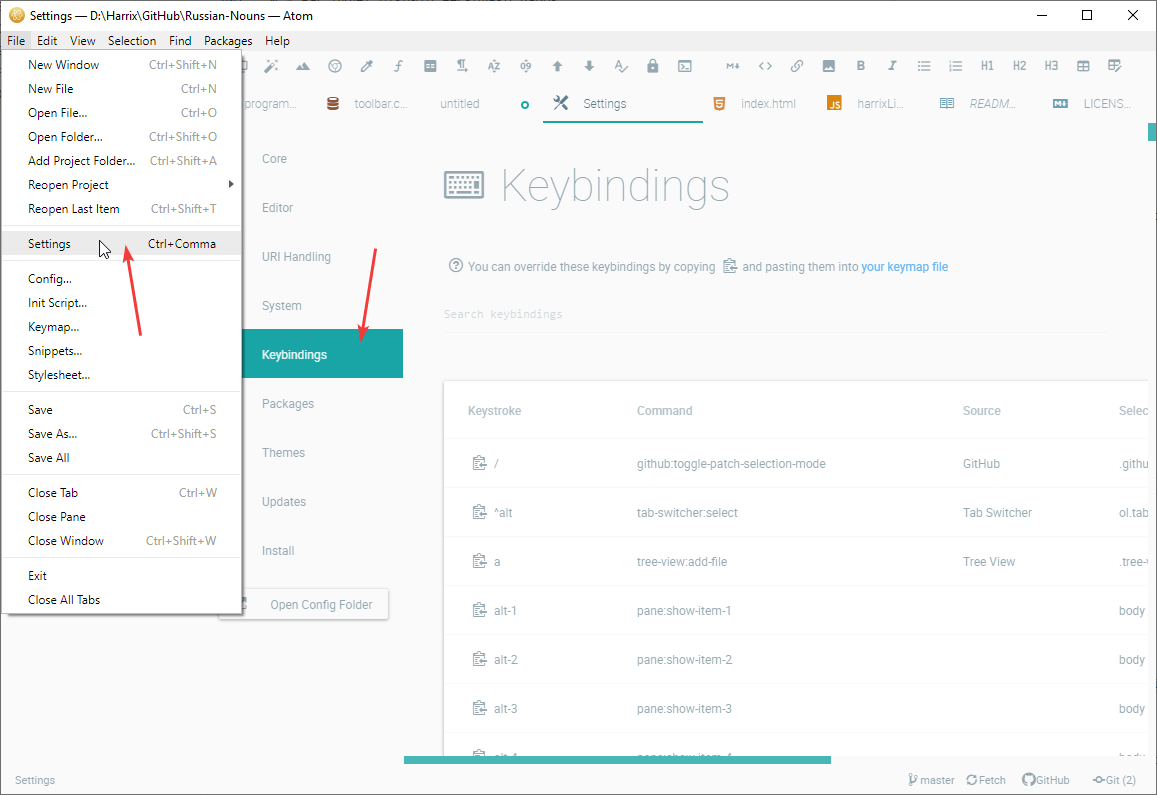 Settings — D:\Harrix\GitHub\Russian-Nouns — Atom
File Edit View Selection Find Packages Help
New Window Ctrl+Shift+N
New File Ctrl+N
Open File... Ctrl+O
Open Folder... Ctrl+Shift+O
Add Project Folder... Ctrl+Shift+A
Reopen Project
Reopen Last Item Ctrl+Shift+T
Settings Ctrl+Comma
Config...
Init Script...
Keymap...
Snippets...
Stylesheet...
Save Ctrl+S
Save As... Ctrl+Shift+S
Save All
Close Tab Ctrl+W
Close Pane
Close Window Ctrl+Shift+W
Exit
Close All Tabs
H1 H2 H3
program... toolbar.c... untitled Settings index.html harrixLi... READM... LICENS...
Core
Editor
URI Handling
System
Keybindings
Packages
Themes
Updates
Install
Open Config Folder
Keybindings
You can override these keybindings by copying and pasting them into your keymap file
Search keybindings
Keystroke Command Source Selec
/ github:toggle-patch-selection-mode GitHub .githu
^alt tab-switcher:select Tab Switcher ol.tab
a tree-view:add-file Tree View .tree-v
alt-1 pane:show-item-1 body
alt-2 pane:show-item-2 body
alt-3 pane:show-item-3 body
Settings master Fetch GitHub Git (2)